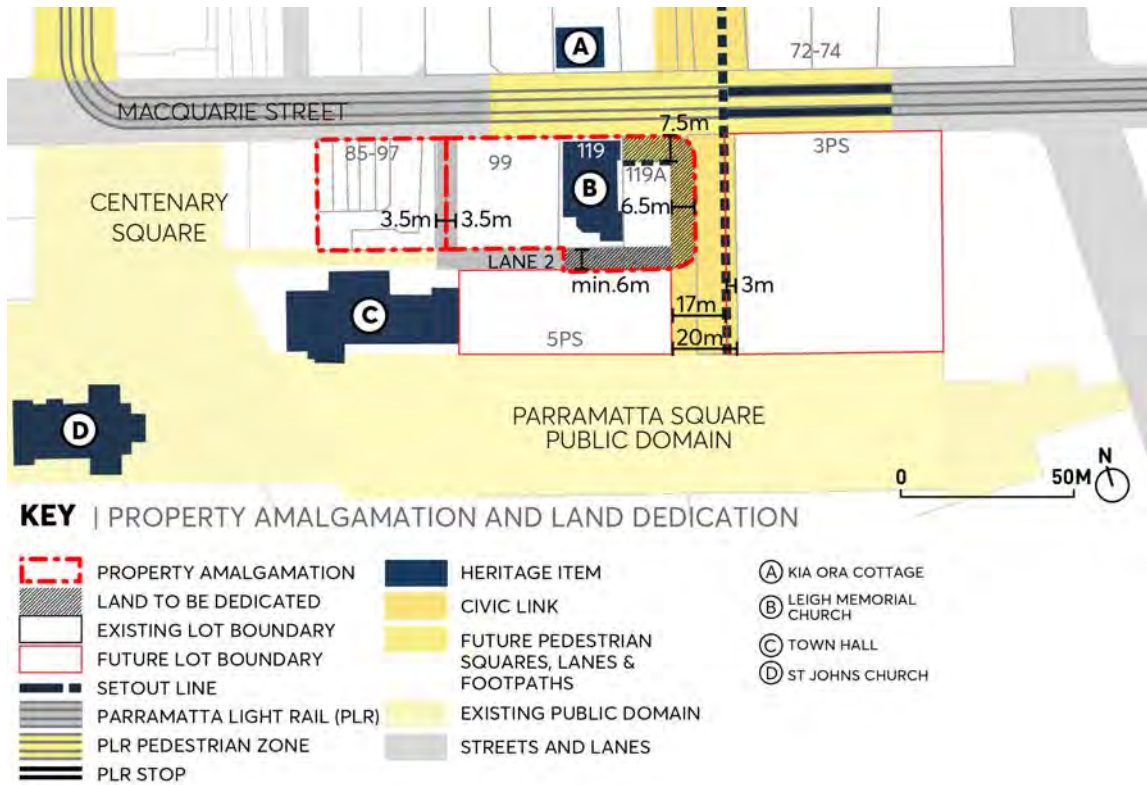 A
72-74
MACQUARIE STREET
7.5m
85-97
99
119
3PS
119A
B
CENTENARY
SQUARE
6.5m
3.5m
3.5m
LANE 2
min.6m
3m
17m
C
5PS
20m
PARRAMATTA SQUARE
PUBLIC DOMAIN
D
0
50M
N
KEY | PROPERTY AMALGAMATION AND LAND DEDICATION
PROPERTY AMALGAMATION
LAND TO BE DEDICATED
EXISTING LOT BOUNDARY
FUTURE LOT BOUNDARY
SETOUT LINE
PARRAMATTA LIGHT RAIL (PLR)
PLR PEDESTRIAN ZONE
PLR STOP
HERITAGE ITEM
CIVIC LINK
FUTURE PEDESTRIAN
SQUARES, LANES &
FOOTPATHS
EXISTING PUBLIC DOMAIN
STREETS AND LANES
A KIA ORA COTTAGE
B LEIGH MEMORIAL
CHURCH
C TOWN HALL
D ST JOHNS CHURCH